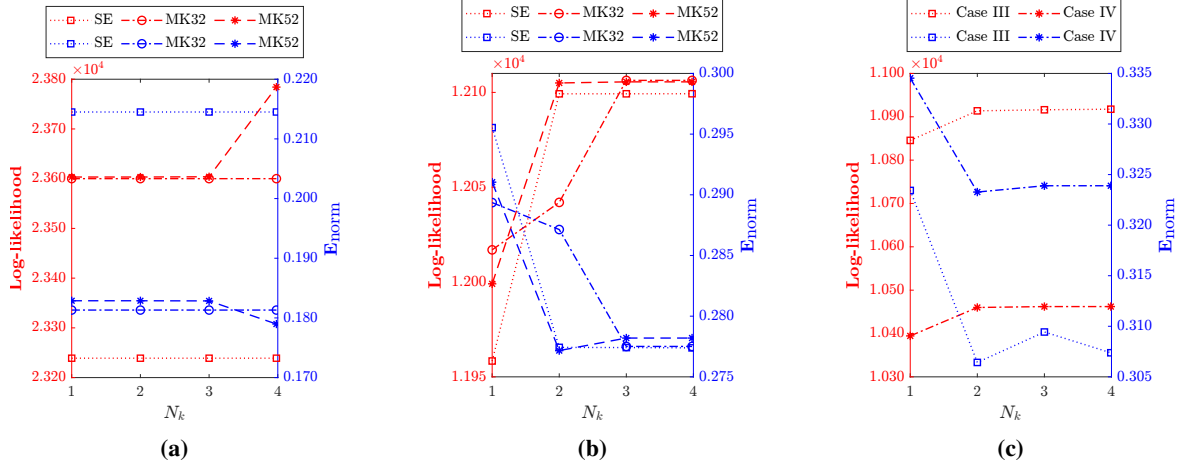 SE MK32 MK52
SE MK32 MK52
×10⁴
2.380
2.370
2.360
2.350
2.340
2.330
2.320
Log-likelihood
0.220
0.210
0.200
0.190
0.180
0.170
E_norm
1 2 3 4
N_k
(a)
SE MK32 MK52
SE MK32 MK52
×10⁴
1.210
1.205
1.200
1.195
Log-likelihood
0.300
0.295
0.290
0.285
0.280
0.275
E_norm
1 2 3 4
N_k
(b)
Case III Case IV
Case III Case IV
×10⁴
1.100
1.090
1.080
1.070
1.060
1.050
1.040
1.030
Log-likelihood
0.335
0.330
0.325
0.320
0.315
0.310
0.305
E_norm
1 2 3 4
N_k
(c)